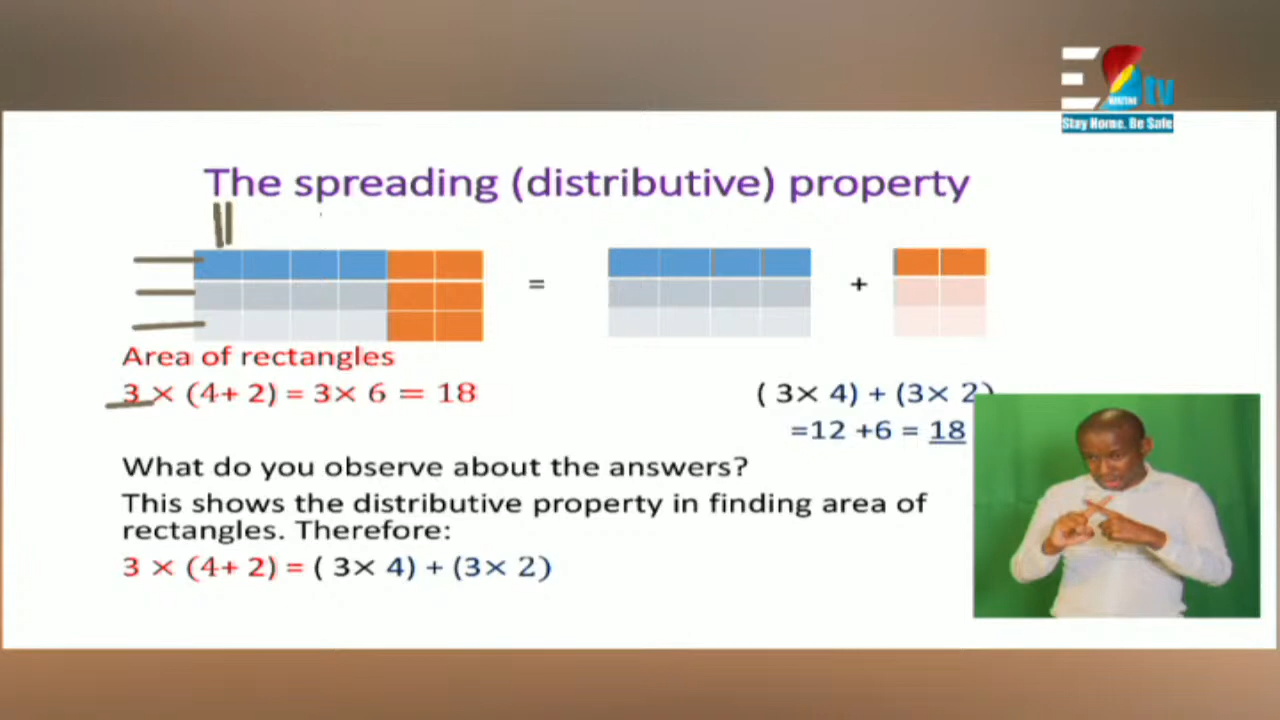 E tv
Stay Home. Be Safe
The spreading (distributive) property
= +
Area of rectangles
3 × (4+ 2) = 3× 6 = 18
( 3× 4) + (3× 2)
=12 +6 = 18
What do you observe about the answers?
This shows the distributive property in finding area of
rectangles. Therefore:
3 × (4+ 2) = ( 3× 4) + (3× 2)